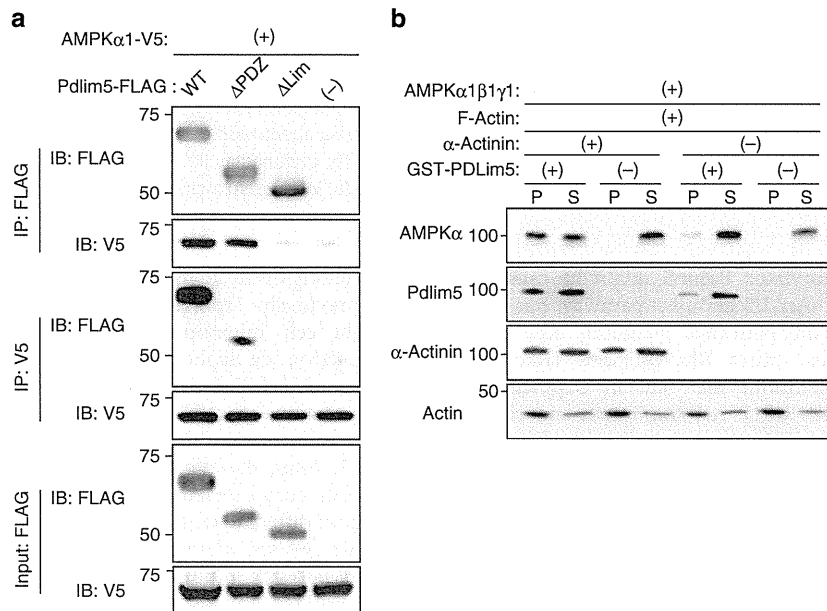 a
AMPKα1-V5: (+)
Pdlim5-FLAG : WT ΔPDZ ΔLim (–)
IP: FLAG
75
IB: FLAG
50
75
IB: V5
IP: V5
75
IB: FLAG
50
75
IB: V5
Input: FLAG
75
IB: FLAG
50
75
IB: V5
b
AMPKα1β1γ1: (+)
F-Actin: (+)
α-Actinin: (+) (–)
GST-PDLim5: (+) (–) (+) (–)
P S P S P S P S
AMPKα 100
Pdlim5 100
α-Actinin 100
50
Actin